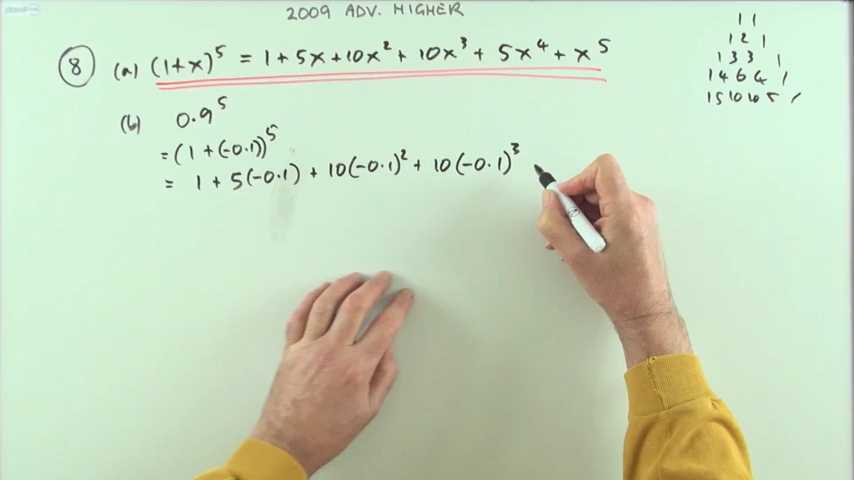 2009 ADV. HIGHER
8 (a) (1+x)^5 = 1 + 5x + 10x^2 + 10x^3 + 5x^4 + x^5
(b) 0.9^5
= (1 + (-0.1))^5
= 1 + 5(-0.1) + 10(-0.1)^2 + 10(-0.1)^3
1 1
1 2 1
1 3 3 1
1 4 6 4 1
1 5 10 10 5 1